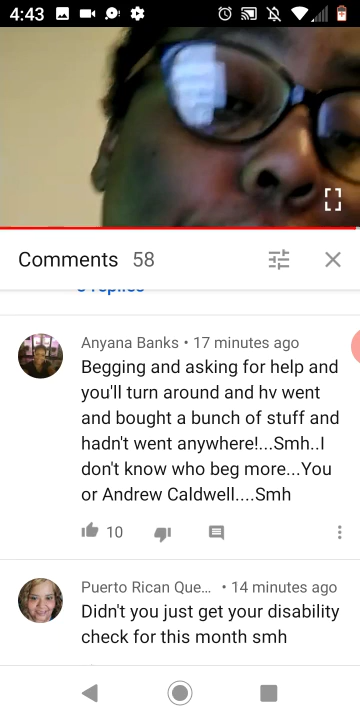 4:43
Comments 58
replies
Anyana Banks • 17 minutes ago
Begging and asking for help and
you'll turn around and hv went
and bought a bunch of stuff and
hadn't went anywhere!...Smh..I
don't know who beg more...You
or Andrew Caldwell....Smh
10
Puerto Rican Que... • 14 minutes ago
Didn't you just get your disability
check for this month smh